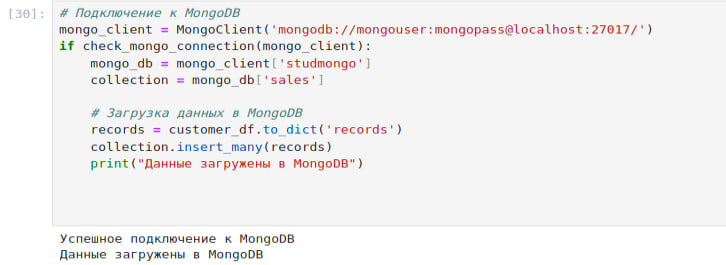 [30]:
# Подключение к MongoDB
mongo_client = MongoClient('mongodb://mongouser:mongopass@localhost:27017/')
if check_mongo_connection(mongo_client):
    mongo_db = mongo_client['studmongo']
    collection = mongo_db['sales']
    # Загрузка данных в MongoDB
    records = customer_df.to_dict('records')
    collection.insert_many(records)
    print("Данные загружены в MongoDB")
Успешное подключение к MongoDB
Данные загружены в MongoDB